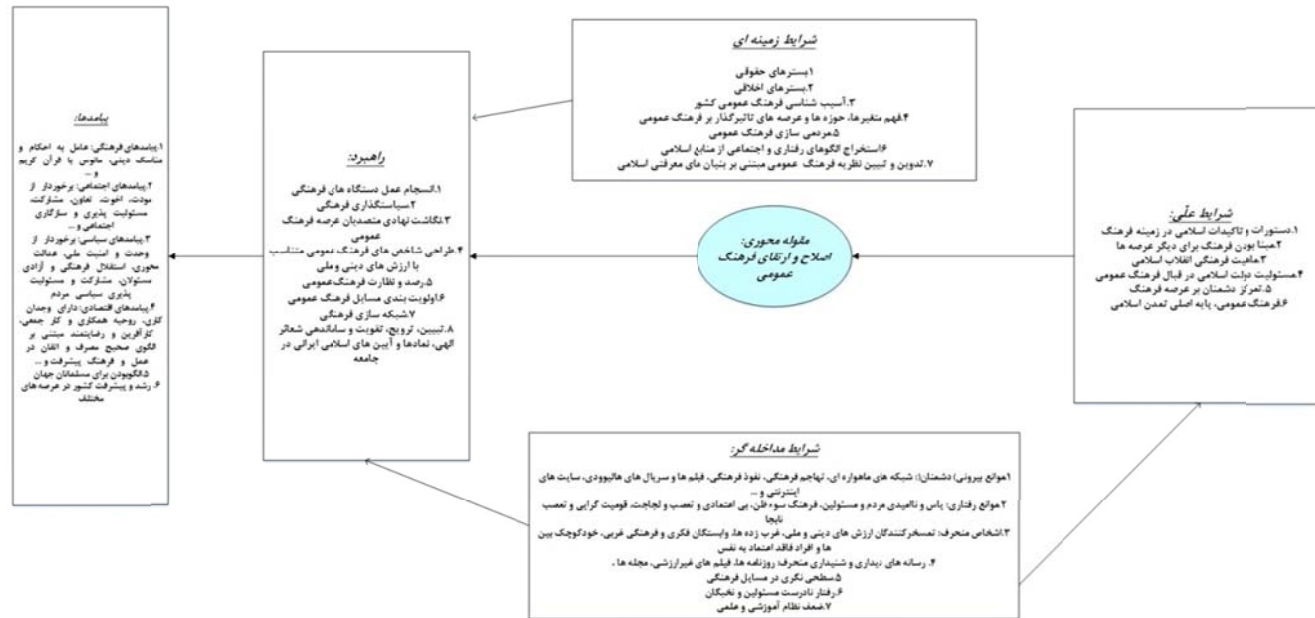 شرایط علّی:
۱.دستورات و تاکیدات اسلامی در زمینه فرهنگ
۲.مبنا بودن فرهنگ برای دیگر عرصه ها
۳.ماهیت فرهنگی انقلاب اسلامی
۴.مسئولیت دولت اسلامی در قبال فرهنگ عمومی
۵.تمرکز دشمنان بر عرصه فرهنگ
۶.فرهنگ‌عمومی، پایه اصلی تمدن اسلامی
شرایط زمینه ای
۱.بسترهای حقوقی
۲.بسترهای اخلاقی
۳.آسیب شناسی فرهنگ عمومی کشور
۴.فهم متغیرها، حوزه ها و عرصه های تاثیرگذار بر فرهنگ عمومی
۵.مردمی سازی فرهنگ عمومی
۶.استخراج الگوهای رفتاری و اجتماعی از منابع اسلامی
۷.تدوین و تبیین نظریه فرهنگ عمومی مبتنی بر بنیان های معرفتی اسلامی
مقوله محوری:
اصلاح و ارتقای فرهنگ
عمومی
شرایط مداخله گر:
۱.موانع بیرونی) دشمنان(: شبکه های ماهواره ای، تهاجم فرهنگی، نفوذ فرهنگی، فیلم ها و سریال های هالیوودی، سایت های
اینترنتی و ...
۲.موانع رفتاری: یاس و ناامیدی مردم و مسئولین، فرهنگ سوء ظن، بی اعتمادی و تعصب و لجاجت، قومیت گرایی و تعصب
نابجا
۳.اشخاص منحرف: تمسخرکنندگان ارزش های دینی و ملی، غرب زده ها، وابستگان فکری و فرهنگی غربی، خودکوچک بین
ها و افراد فاقد اعتماد به نفس
۴. رسانه های دیداری و شنیداری منحرف: روزنامه ها، فیلم های غیرارزشی، مجله ها .
۵.سطحی نگری در مسایل فرهنگی
۶.رفتار نادرست مسئولین و نخبگان
۷.ضعف نظام آموزشی و علمی
راهبرد:
۱.انسجام عمل دستگاه های فرهنگی
۲.سیاستگذاری فرهنگی
۳.نگاشت نهادی متصدیان عرصه فرهنگ
عمومی
۴.طراحی شاخص های فرهنگ عمومی متناسب
با ارزش های دینی و ملی
۵.رصد و نظارت فرهنگ‌عمومی
۶.اولویت بندی مسایل فرهنگ عمومی
۷.شبکه سازی فرهنگی
۸.تبیین، ترویج، تقویت و ساماندهی شعائر
الهی، نمادها و آیین های اسلامی ایرانی در
جامعه
پیامدها:
۱.پیامدهای فرهنگی: عامل به احکام و
مناسک دینی، مانوس با قرآن کریم
و ...
۲.پیامدهای اجتماعی: برخوردار از
مودت، اخوت، تعاون، مشارکت،
مسئولیت پذیری و سازگاری
اجتماعی و...
۳.پیامدهای سیاسی: برخوردار از
وحدت و امنیت ملی، عدالت
محوری، استقلال فرهنگی و آزادی
مسئولان، مشارکت و مسئولیت
پذیری سیاسی مردم
۴.پیامدهای اقتصادی: دارای وجدان
کاری، روحیه همکاری و کار جمعی،
کارآفرین و رضایتمند مبتنی بر
الگوی صحیح مصرف و اتقان در
عمل و فرهنگ پیشرفت و ...
۵.الگوبودن برای مسلمانان جهان
۶. رشد و پیشرفت کشور در عرصه های
مختلف